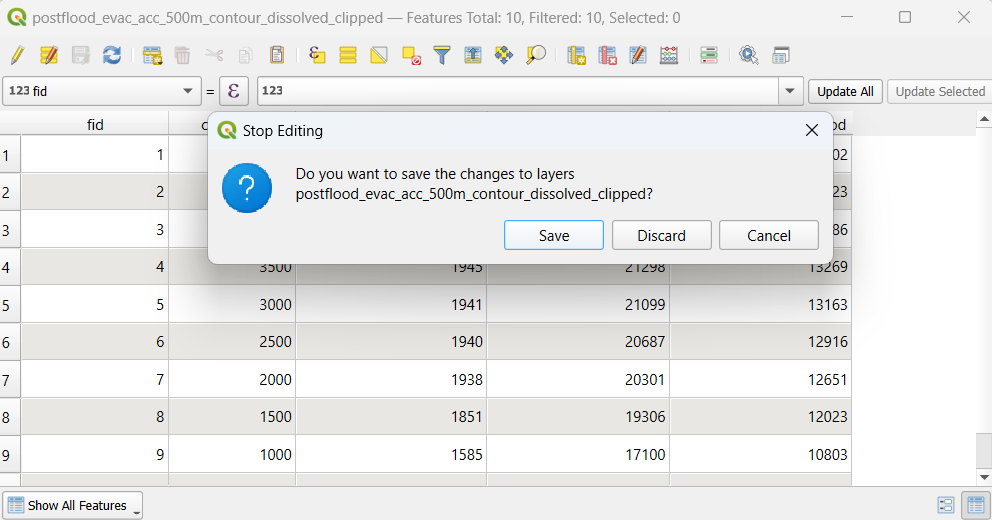 postflood_evac_acc_500m_contour_dissolved_clipped — Features Total: 10, Filtered: 10, Selected: 0
123 fid = ε 123 Update All Update Selected
fid
Stop Editing
Do you want to save the changes to layers
postflood_evac_acc_500m_contour_dissolved_clipped?
Save Discard Cancel
1 1 02
2 2 23
3 3 86
4 4 3500 1945 21298 13269
5 5 3000 1941 21099 13163
6 6 2500 1940 20687 12916
7 7 2000 1938 20301 12651
8 8 1500 1851 19306 12023
9 9 1000 1585 17100 10803
Show All Features